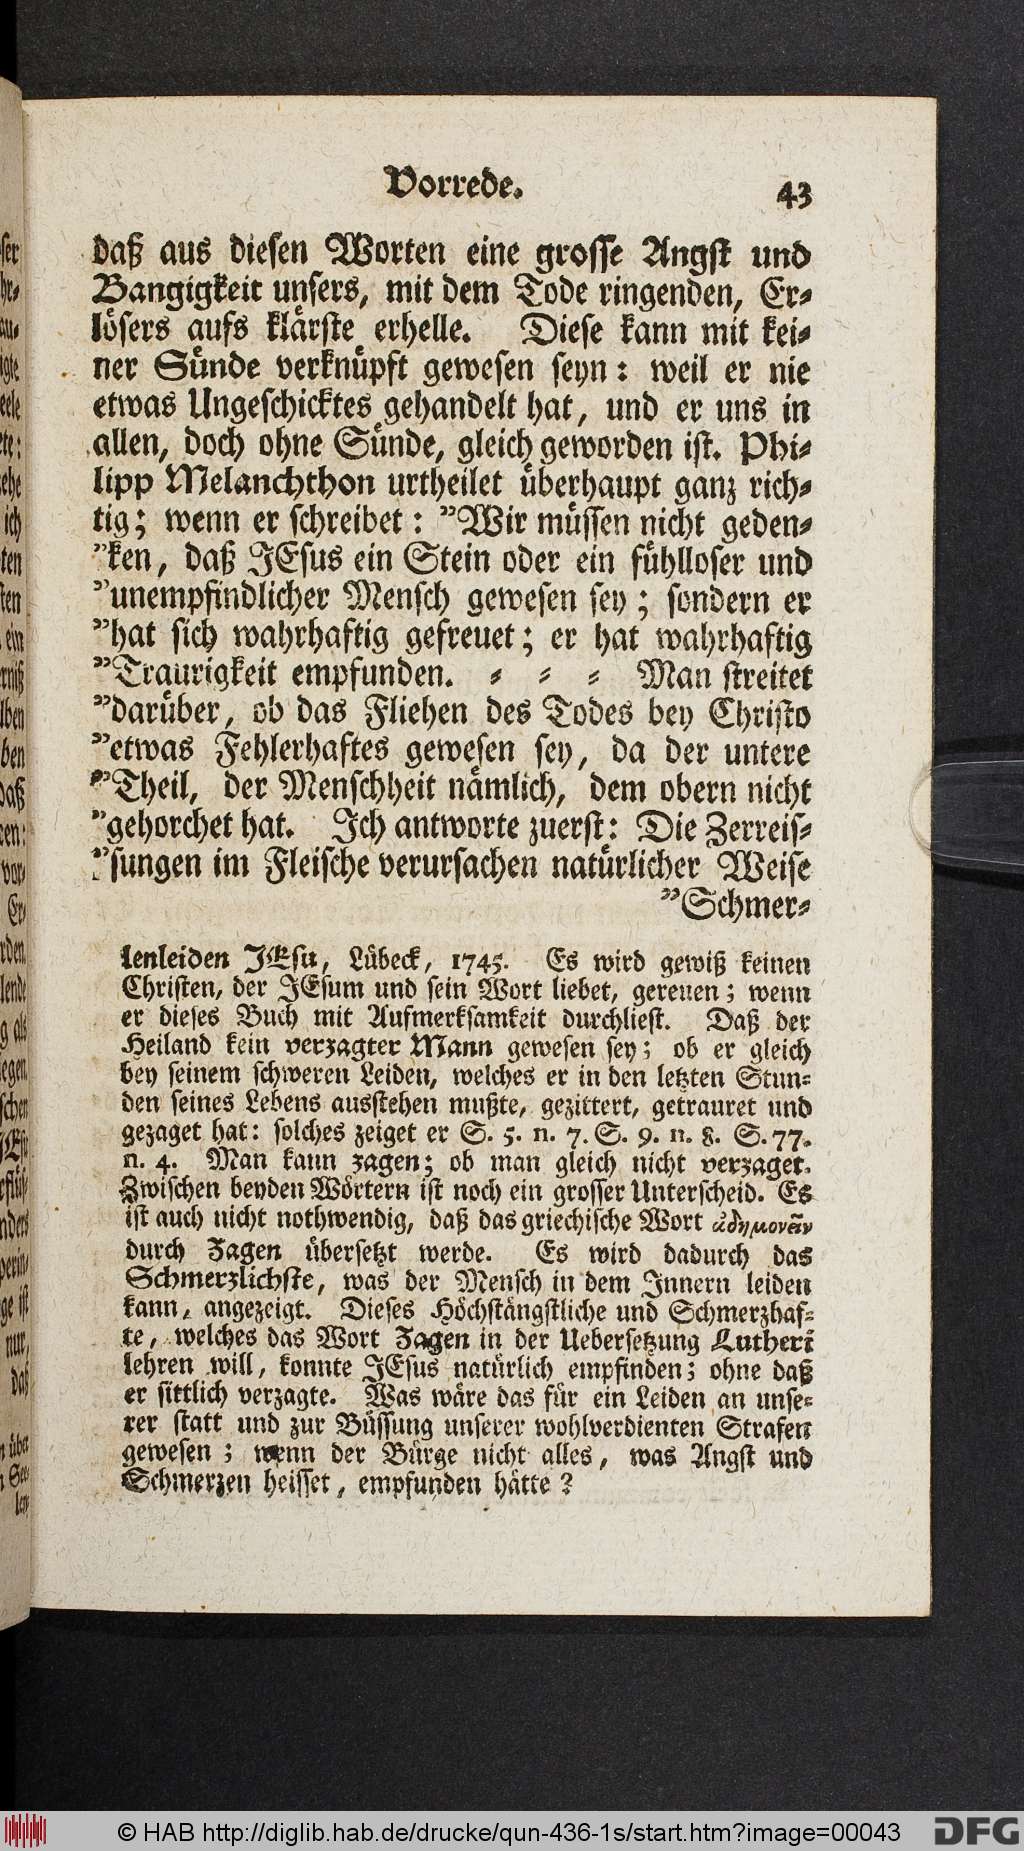 Vorrede. 43
daß aus diesen Worten eine grosse Angst und
Bangigkeit unsers, mit dem Tode ringenden, Er-
lösers aufs klärste erhelle. Diese kann mit kei-
ner Sünde verknüpft gewesen seyn: weil er nie
etwas Ungeschicktes gehandelt hat, und er uns in
allen, doch ohne Sünde, gleich geworden ist. Phi-
lipp Melanchthon urtheilet überhaupt ganz rich-
tig; wenn er schreibet: "Wir müssen nicht geden-
"ken, daß JEsus ein Stein oder ein fühlloser und
"unempfindlicher Mensch gewesen sey; sondern er
"hat sich wahrhaftig gefreuet; er hat wahrhaftig
"Traurigkeit empfunden. - - - Man streitet
"darüber, ob das Fliehen des Todes bey Christo
"etwas Fehlerhaftes gewesen sey, da der untere
"Theil, der Menschheit nämlich, dem obern nicht
"gehorchet hat. Ich antworte zuerst: Die Zerreis-
"sungen im Fleische verursachen natürlicher Weise
"Schmer-
lenleiden JEsu, Lübeck, 1745. Es wird gewiß keinen
Christen, der JEsum und sein Wort liebet, gereuen; wenn
er dieses Buch mit Aufmerksamkeit durchliest. Daß der
Heiland kein verzagter Mann gewesen sey; ob er gleich
bey seinem schweren Leiden, welches er in den letzten Stun-
den seines Lebens ausstehen mußte, gezittert, getrauret und
gezaget hat: solches zeiget er S. 5. n. 7. S. 9. n. 8. S. 77.
n. 4. Man kann zagen; ob man gleich nicht verzaget.
Zwischen beyden Wörtern ist noch ein grosser Unterscheid. Es
ist auch nicht nothwendig, daß das griechische Wort ἀδημονεῖν
durch Zagen übersetzt werde. Es wird dadurch das
Schmerzlichste, was der Mensch in dem Innern leiden
kann, angezeigt. Dieses Höchstängstliche und Schmerzhaf-
te, welches das Wort Zagen in der Uebersetzung Lutheri
lehren will, konnte JEsus natürlich empfinden; ohne daß
er sittlich verzagte. Was wäre das für ein Leiden an unse-
rer statt und zur Büssung unserer wohlverdienten Strafen
gewesen; wenn der Bürge nicht alles, was Angst und
Schmerzen heisset, empfunden hätte?
© HAB http://diglib.hab.de/drucke/qun-436-1s/start.htm?image=00043 DFG